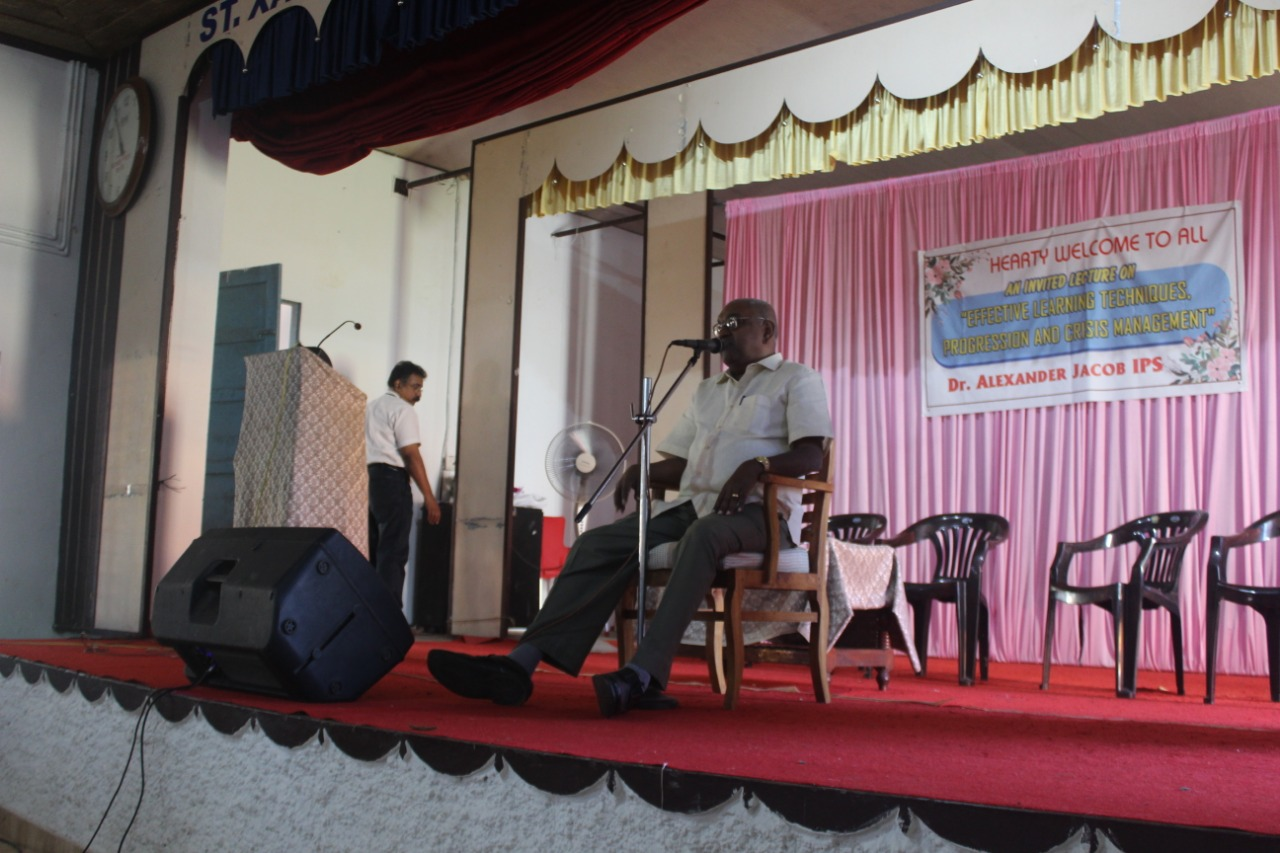 ST. XA
HEARTY WELCOME TO ALL
AN INVITED LECTURE ON
"EFFECTIVE LEARNING TECHNIQUES,
PROGRESSION AND CRISIS MANAGEMENT"
DR. ALEXANDER JACOB IPS